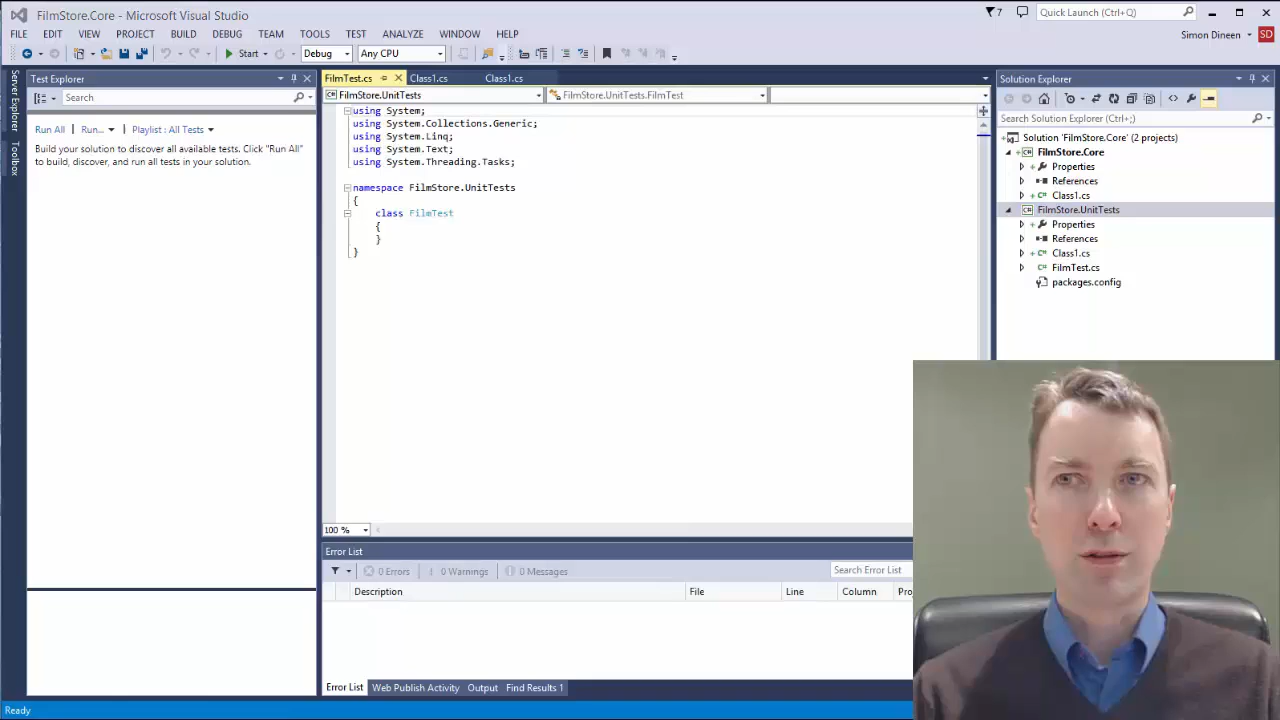 FilmStore.Core - Microsoft Visual Studio
7
Quick Launch (Ctrl+Q)
FILE EDIT VIEW PROJECT BUILD DEBUG TEAM TOOLS TEST ANALYZE WINDOW HELP
Simon Dineen
SD
Start Debug Any CPU
Server Explorer
Toolbox
Test Explorer
Search
Run All Run... Playlist : All Tests
Build your solution to discover all available tests. Click "Run All"
to build, discover, and run all tests in your solution.
FilmTest.cs Class1.cs Class1.cs
FilmStore.UnitTests FilmStore.UnitTests.FilmTest
using System;
using System.Collections.Generic;
using System.Linq;
using System.Text;
using System.Threading.Tasks;
namespace FilmStore.UnitTests
{
class FilmTest
{
}
}
100 %
Error List
0 Errors 0 Warnings 0 Messages
Search Error List
Description File Line Column
Error List Web Publish Activity Output Find Results 1
Solution Explorer
Search Solution Explorer (Ctrl+;)
Solution 'FilmStore.Core' (2 projects)
FilmStore.Core
Properties
References
Class1.cs
FilmStore.UnitTests
Properties
References
Class1.cs
FilmTest.cs
packages.config
Ready